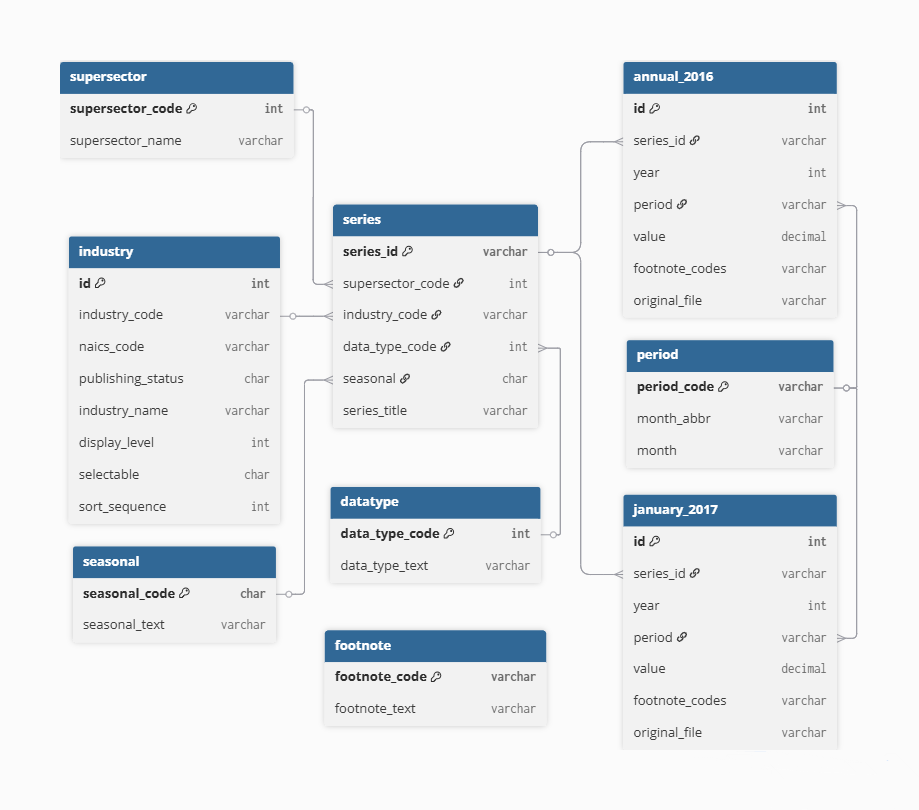 supersector
supersector_code int
supersector_name varchar
industry
id int
industry_code varchar
naics_code varchar
publishing_status char
industry_name varchar
display_level int
selectable char
sort_sequence int
seasonal
seasonal_code char
seasonal_text varchar
series
series_id varchar
supersector_code int
industry_code varchar
data_type_code int
seasonal char
series_title varchar
datatype
data_type_code int
data_type_text varchar
footnote
footnote_code varchar
footnote_text varchar
annual_2016
id int
series_id varchar
year int
period varchar
value decimal
footnote_codes varchar
original_file varchar
period
period_code varchar
month_abbr varchar
month varchar
january_2017
id int
series_id varchar
year int
period varchar
value decimal
footnote_codes varchar
original_file varchar